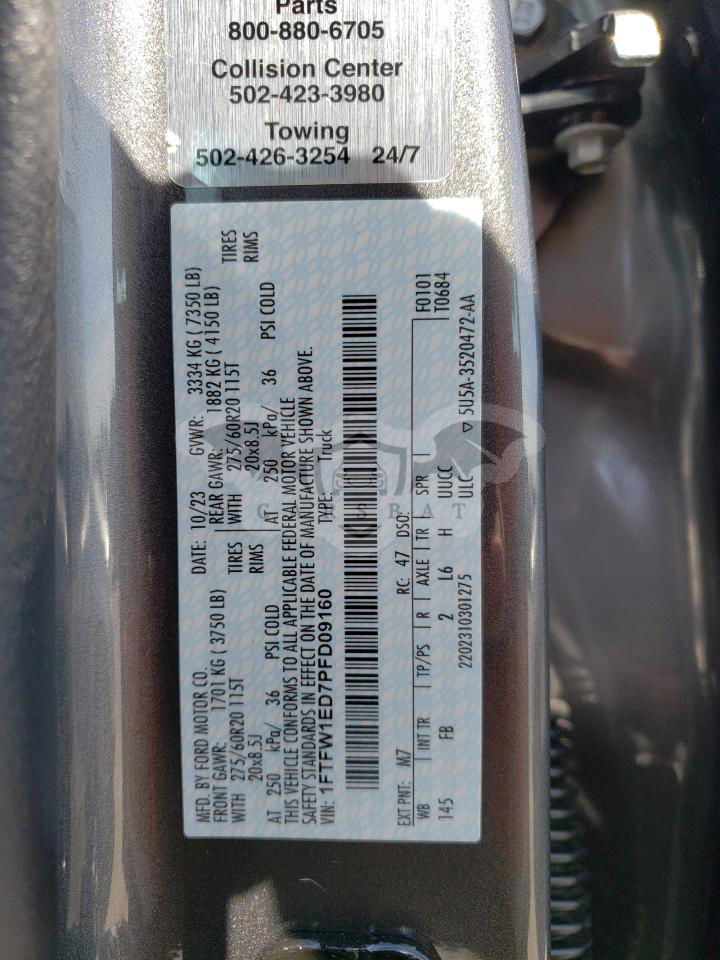 Parts
800-880-6705
Collision Center
502-423-3980
Towing
502-426-3254 24/7
MFD. BY FORD MOTOR CO.
DATE: 10/23 GVWR: 3334 KG ( 7350 LB)
FRONT GAWR: 1701 KG ( 3750 LB)
REAR GAWR: 1882 KG ( 4150 LB)
WITH 275/60R20 115T TIRES
WITH 275/60R20 115T TIRES
20x8.5J RIMS
20x8.5J RIMS
AT 250 kPa/ 36 PSI COLD
AT 250 kPa/ 36 PSI COLD
THIS VEHICLE CONFORMS TO ALL APPLICABLE FEDERAL MOTOR VEHICLE
SAFETY STANDARDS IN EFFECT ON THE DATE OF MANUFACTURE SHOWN ABOVE.
VIN: 1FTFW1ED7PFD09160 TYPE: Truck
F0101
EXT PNT: M7 RC: 47 DSO: T0684
WB INT TR TP/PS R AXLE TR SPR
145 FB 2 L6 H UUCC
2202310301275 ULC ▽ 5U5A-3520472-AA